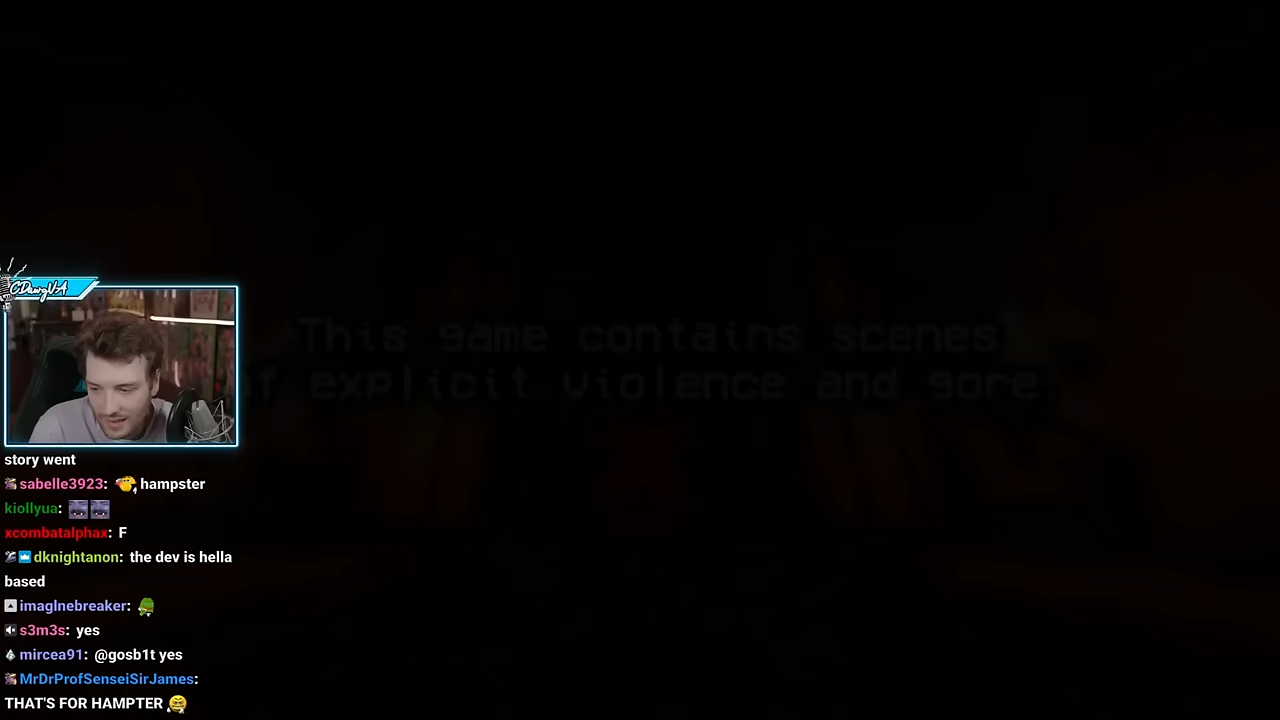 This game contains scenes
of explicit violence and gore
CDawgVA
story went
sabelle3923: hampster
kiollyua:
xcombatalphax: F
dknightanon: the dev is hella
based
imaglnebreaker:
s3m3s: yes
mircea91: @gosb1t yes
MrDrProfSenseiSirJames:
THAT'S FOR HAMPTER